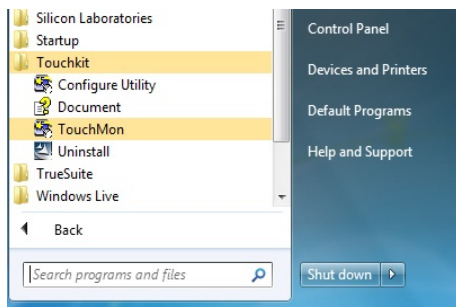 Silicon Laboratories
Startup
Touchkit
Configure Utility
Document
TouchMon
Uninstall
TrueSuite
Windows Live
Back
Search programs and files
Control Panel
Devices and Printers
Default Programs
Help and Support
Shut down